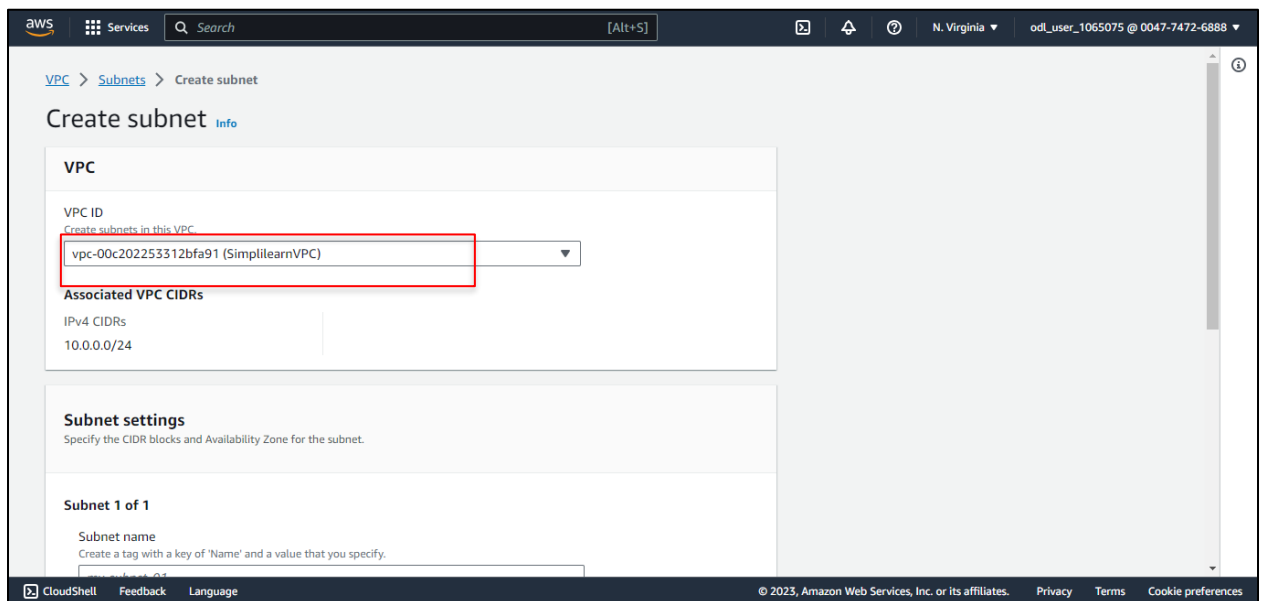 aws Services Search [Alt+S] N. Virginia ▼ odl_user_1065075 @ 0047-7472-6888 ▼
VPC > Subnets > Create subnet
Create subnet Info
VPC
VPC ID
Create subnets in this VPC.
vpc-00c202253312bfa91 (SimplilearnVPC) ▼
Associated VPC CIDRs
IPv4 CIDRs
10.0.0.0/24
Subnet settings
Specify the CIDR blocks and Availability Zone for the subnet.
Subnet 1 of 1
Subnet name
Create a tag with a key of 'Name' and a value that you specify.
my-subnet-01
CloudShell Feedback Language © 2023, Amazon Web Services, Inc. or its affiliates. Privacy Terms Cookie preferences